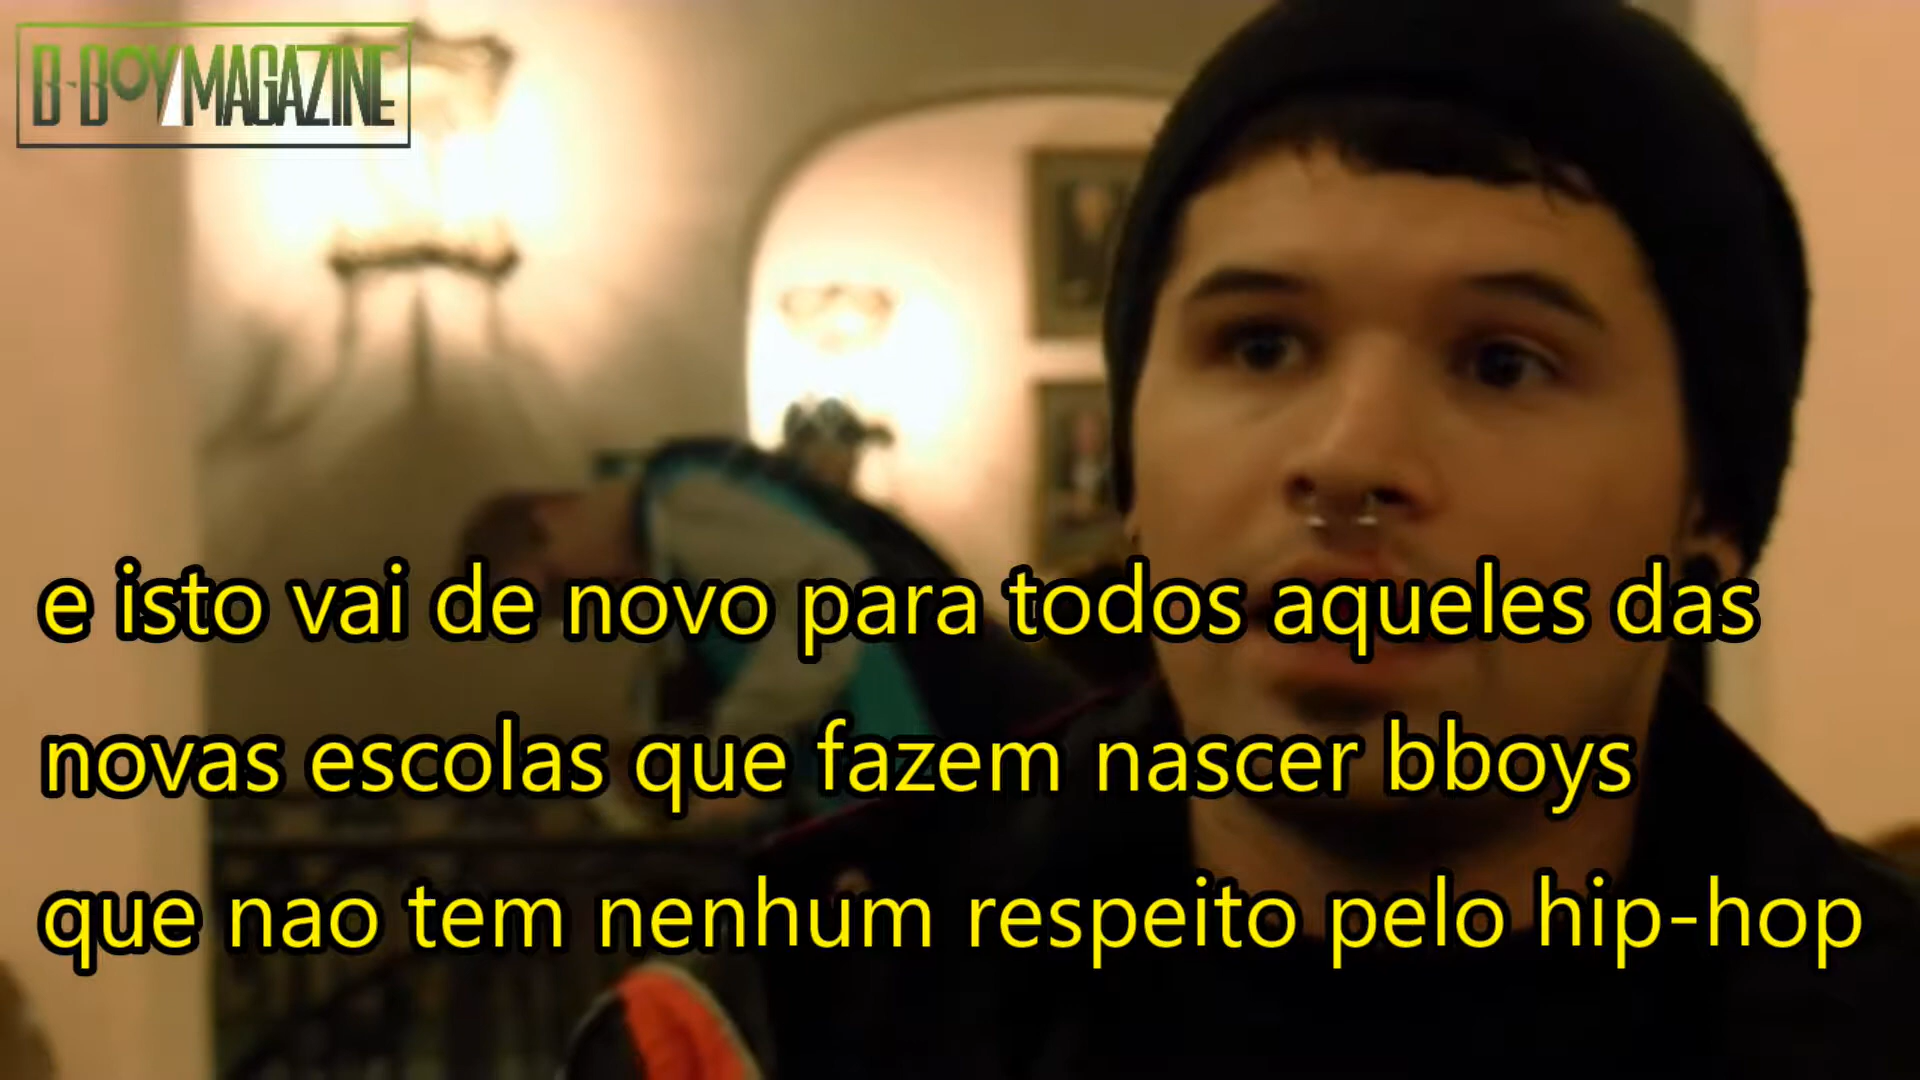 B-BOY MAGAZINE
e isto vai de novo para todos aqueles das
novas escolas que fazem nascer bboys
que nao tem nenhum respeito pelo hip-hop